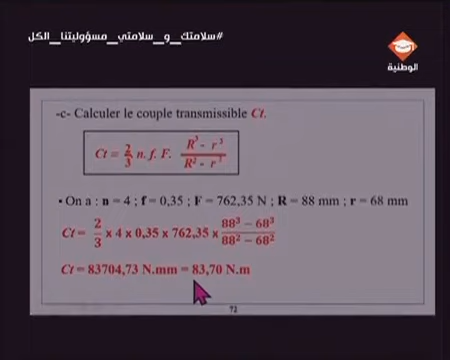 #سلامتك_و_سلامتي_مسؤوليتنا_الكل
الوطنية
-c- Calculer le couple transmissible Ct.
Ct = 2/3 n. f. F. (R³ - r³)/(R² - r²)
▪ On a : n = 4 ; f = 0,35 ; F = 762,35 N ; R = 88 mm ; r = 68 mm
Ct = 2/3 x 4 x 0,35 x 762,35 x (88³ − 68³)/(88² − 68²)
Ct = 83704,73 N.mm = 83,70 N.m
72